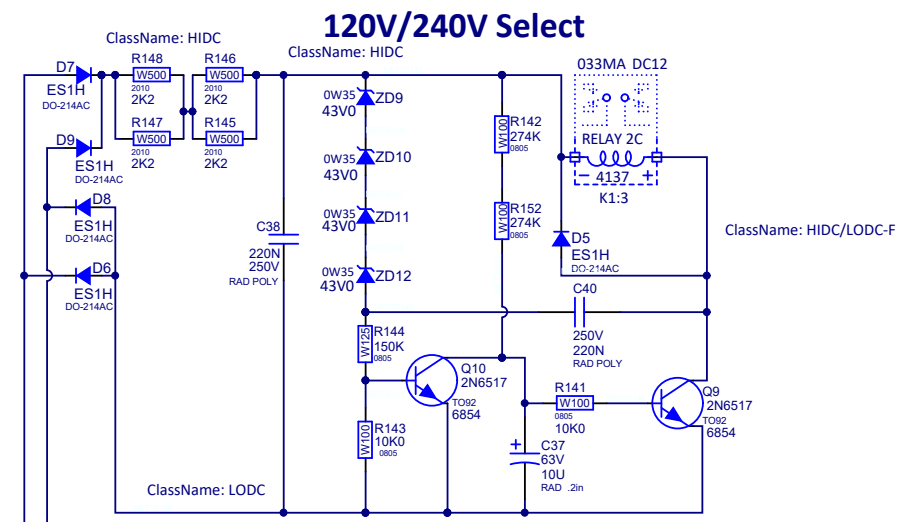 120V/240V Select
ClassName: HIDC
ClassName: HIDC
D7
ES1H
DO-214AC
R148
W500
2010
2K2
R146
W500
2010
2K2
R147
W500
2010
2K2
R145
W500
2010
2K2
D9
ES1H
DO-214AC
D8
ES1H
DO-214AC
D6
ES1H
DO-214AC
C38
220N
250V
RAD POLY
0W35
43V0
ZD9
0W35
43V0
ZD10
0W35
43V0
ZD11
0W35
43V0
ZD12
R142
W100
274K
0805
R152
W100
274K
0805
033MA DC12
RELAY 2C
4137
− +
K1:3
D5
ES1H
DO-214AC
ClassName: HIDC/LODC-F
C40
250V
220N
RAD POLY
R144
W125
150K
0805
R143
W100
10K0
0805
Q10
2N6517
TO92
6854
R141
W100
0805
10K0
+
C37
63V
10U
RAD .2in
Q9
2N6517
TO92
6854
ClassName: LODC